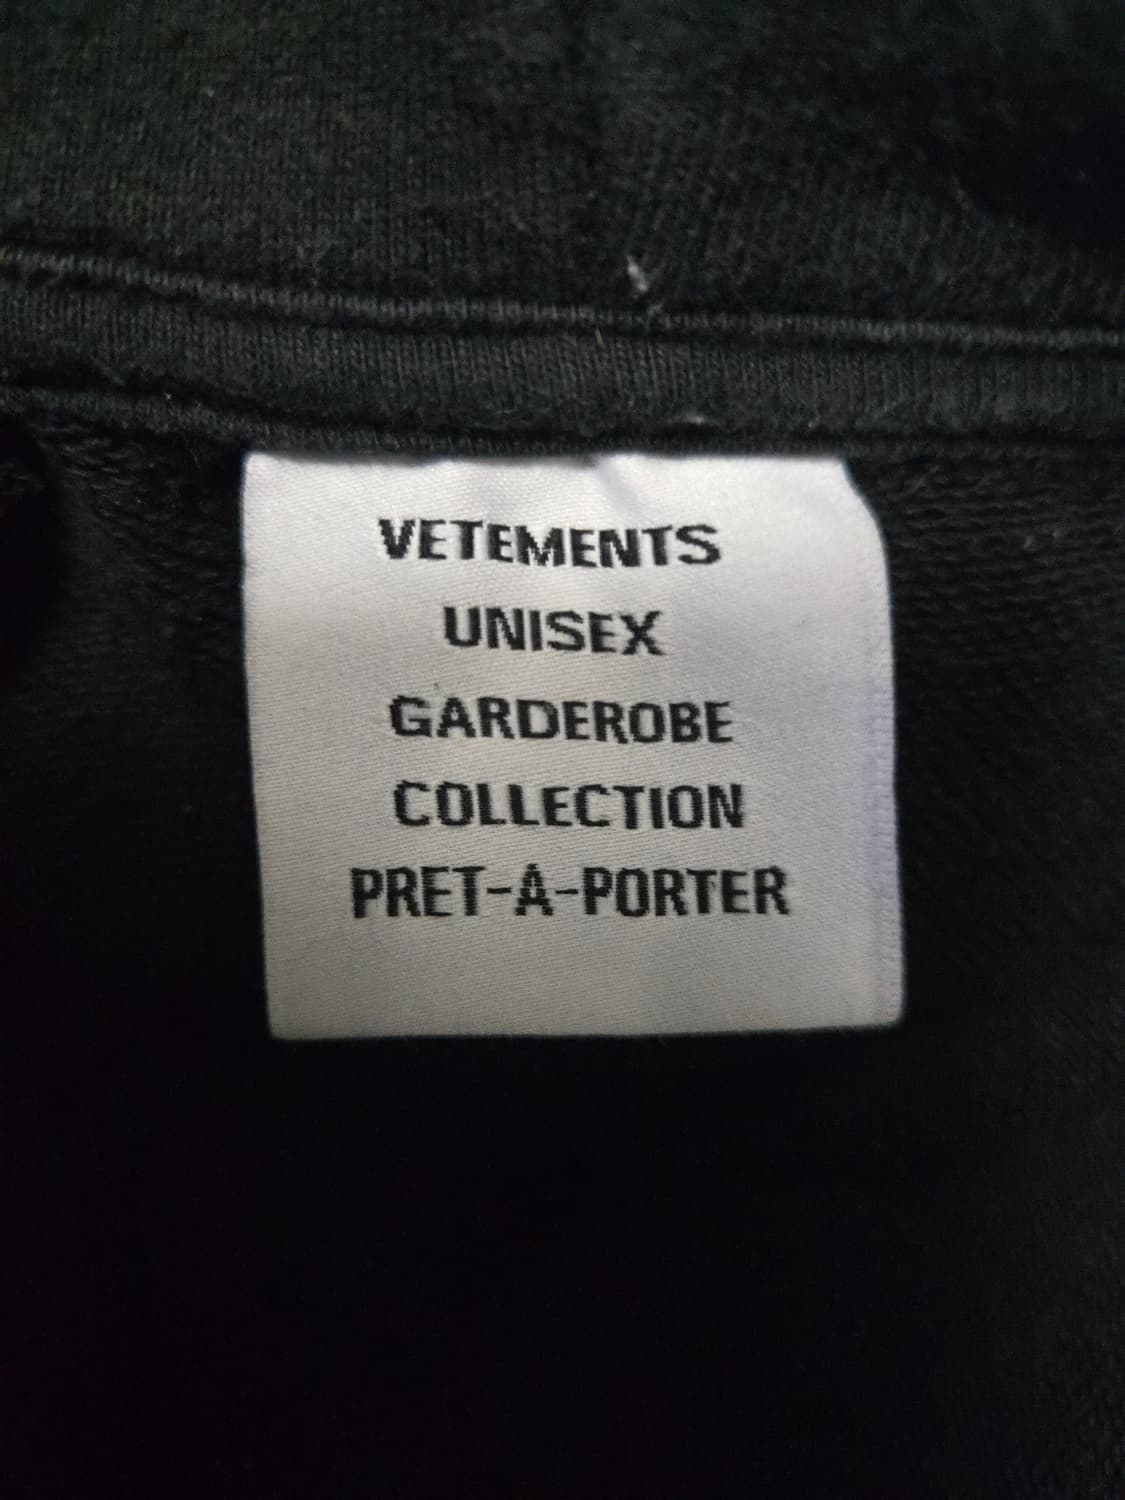 VETEMENTS
UNISEX
GARDEROBE
COLLECTION
PRET-A-PORTER